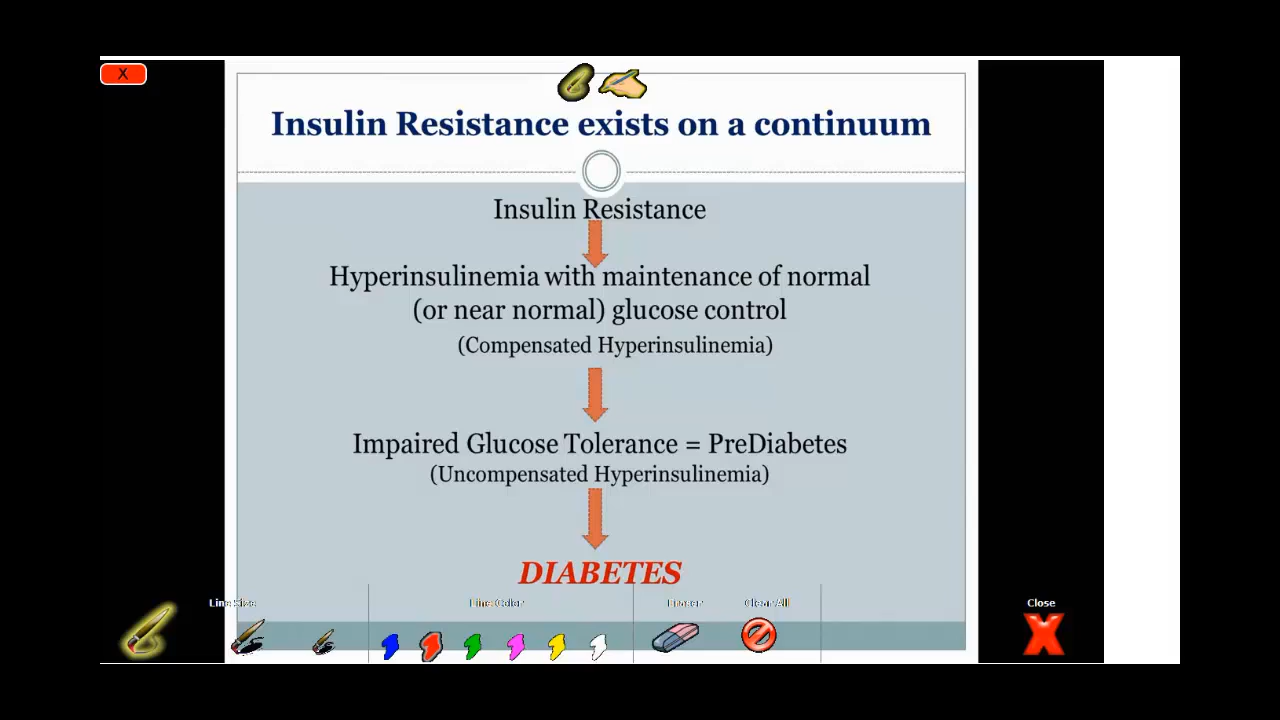 X
Insulin Resistance exists on a continuum
Insulin Resistance
Hyperinsulinemia with maintenance of normal
(or near normal) glucose control
(Compensated Hyperinsulinemia)
Impaired Glucose Tolerance = PreDiabetes
(Uncompensated Hyperinsulinemia)
DIABETES
Line Size
Line Color
Eraser
Clear All
Close